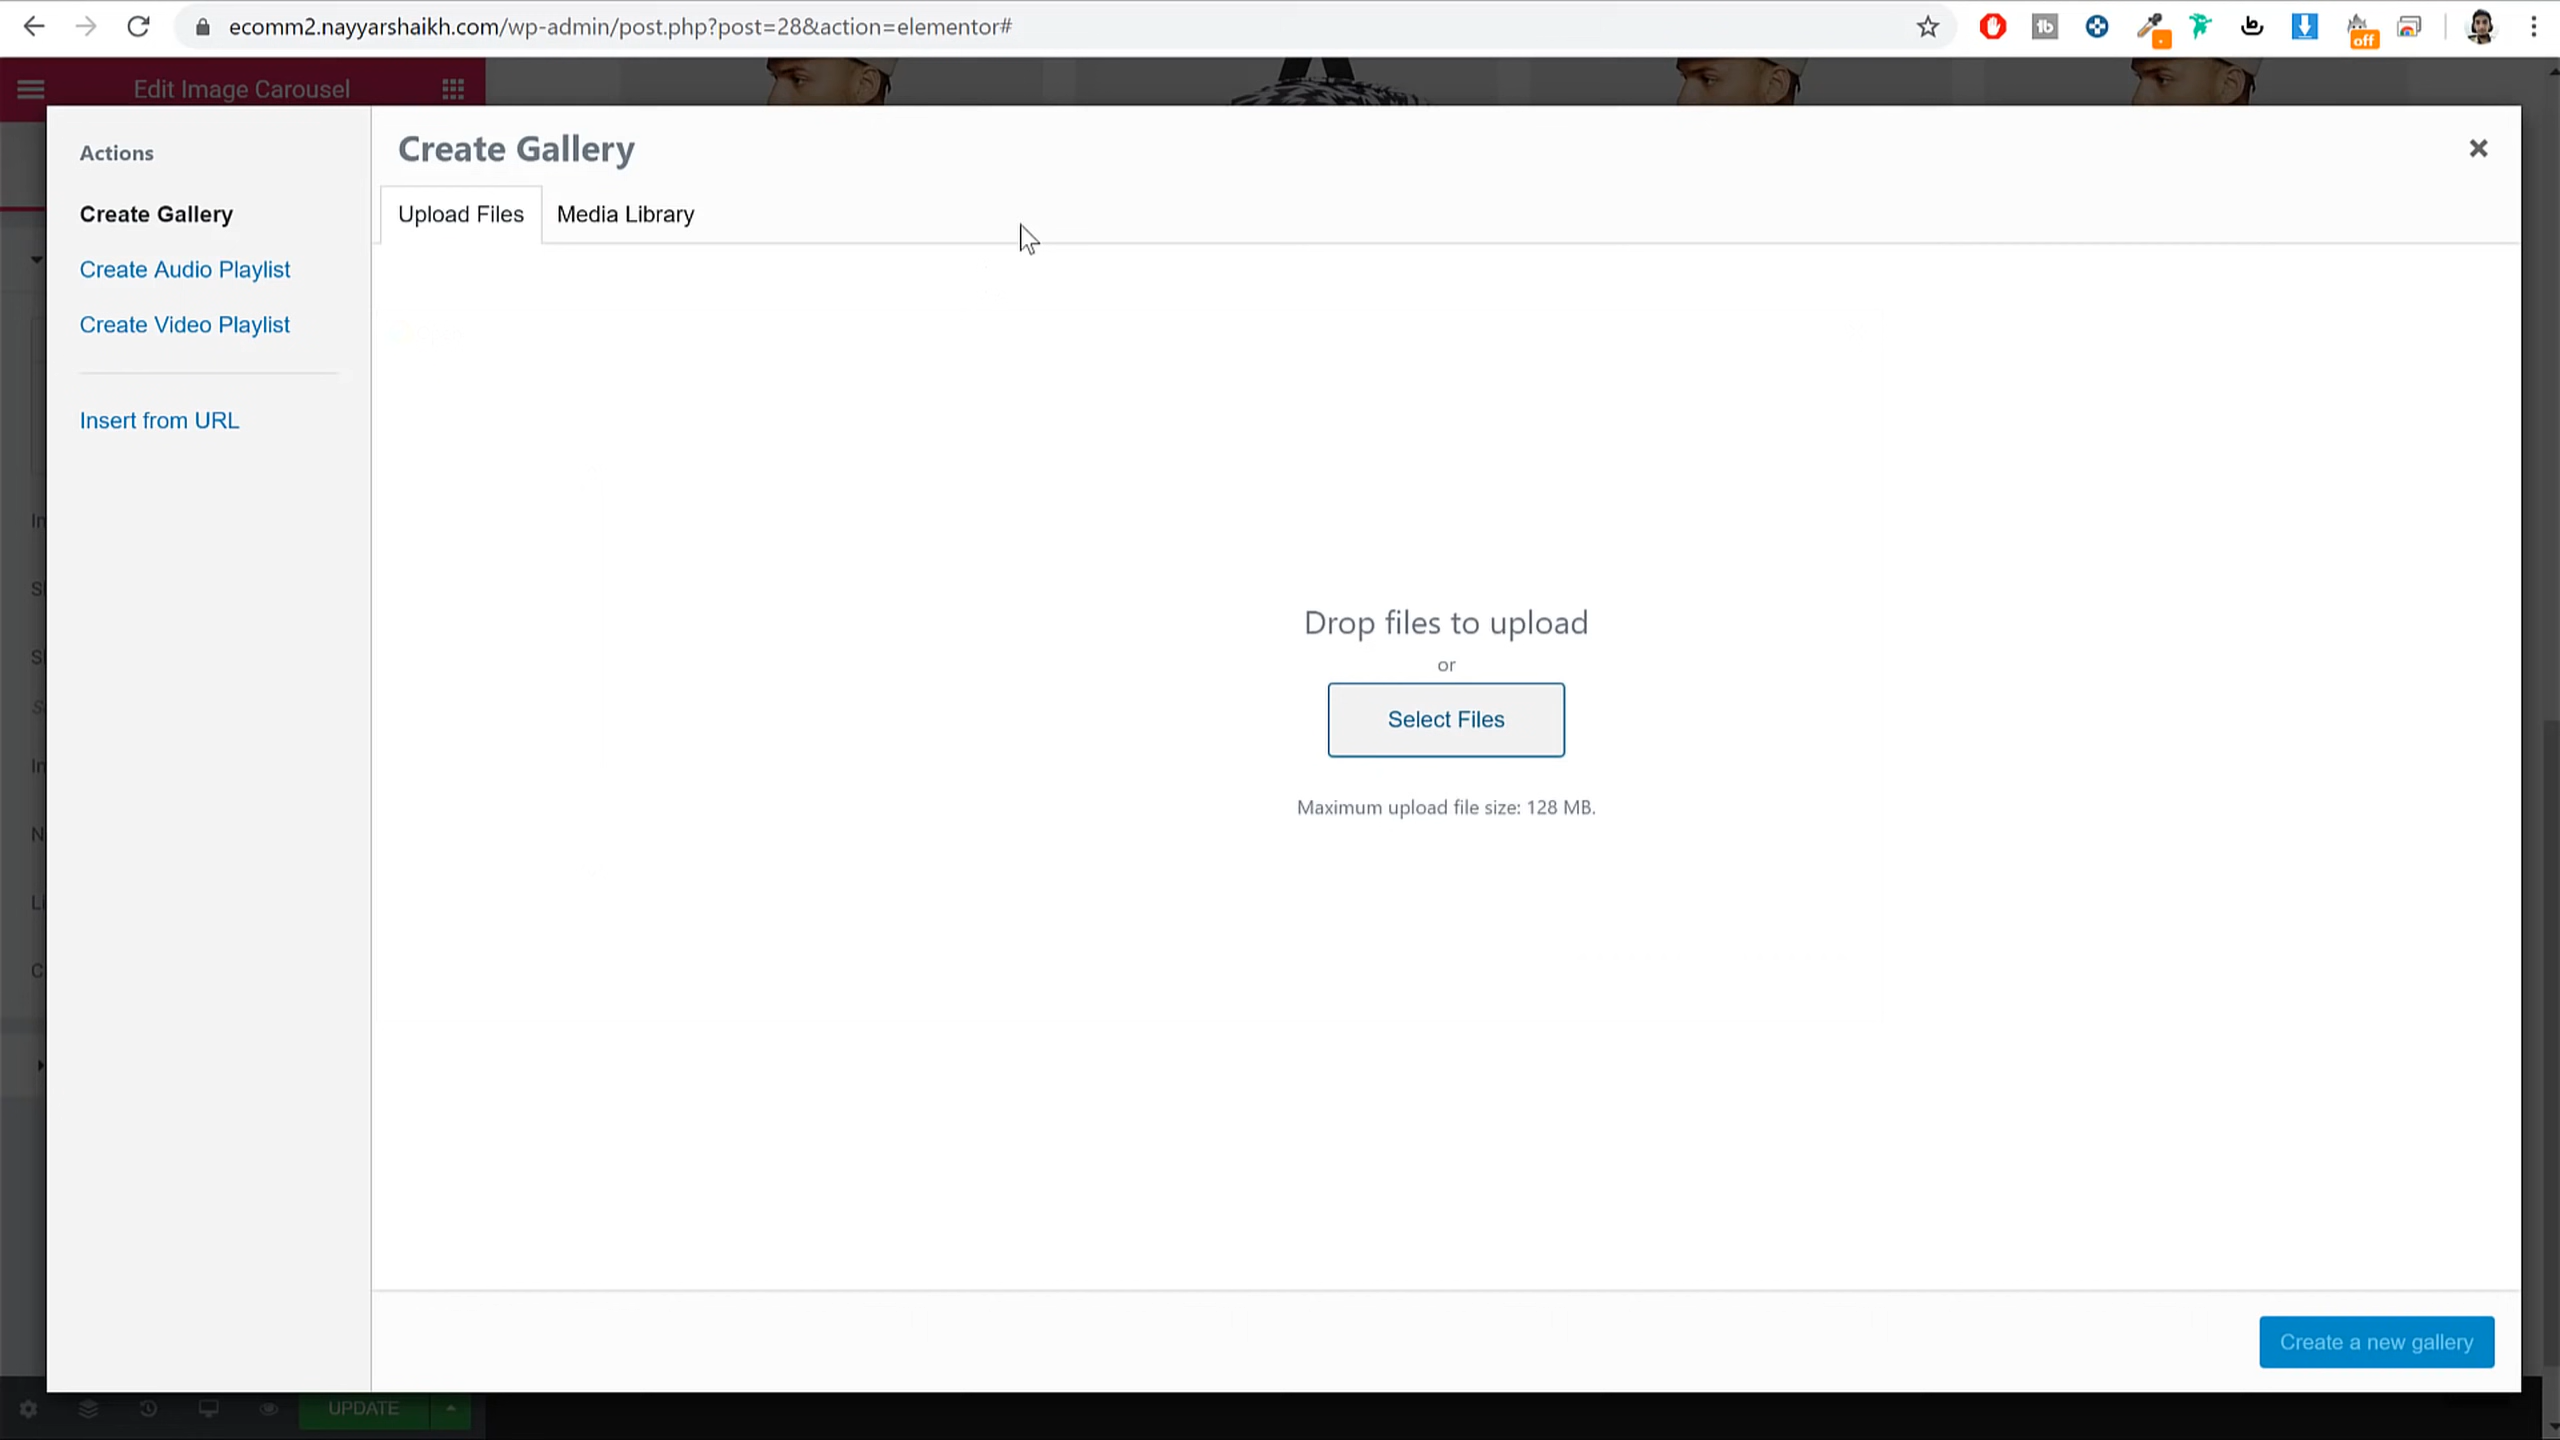 ecomm2.nayyarshaikh.com/wp-admin/post.php?post=28&action=elementor#
off
Edit Image Carousel
Actions
Create Gallery
Create Audio Playlist
Create Video Playlist
Insert from URL
Create Gallery
Upload Files
Media Library
Drop files to upload
or
Select Files
Maximum upload file size: 128 MB.
Create a new gallery
UPDATE